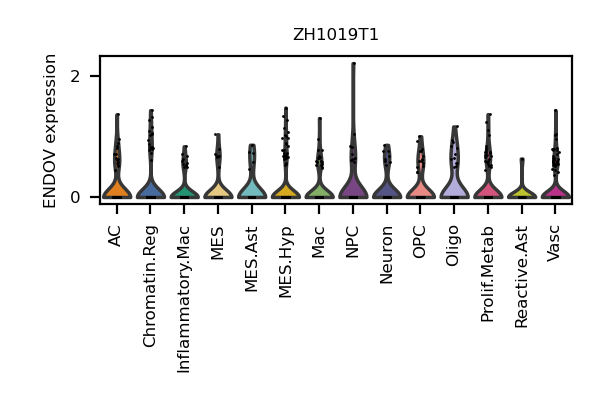 ZH1019T1
ENDOV expression
2
0
AC
Chromatin.Reg
Inflammatory.Mac
MES
MES.Ast
MES.Hyp
Mac
NPC
Neuron
OPC
Oligo
Prolif.Metab
Reactive.Ast
Vasc